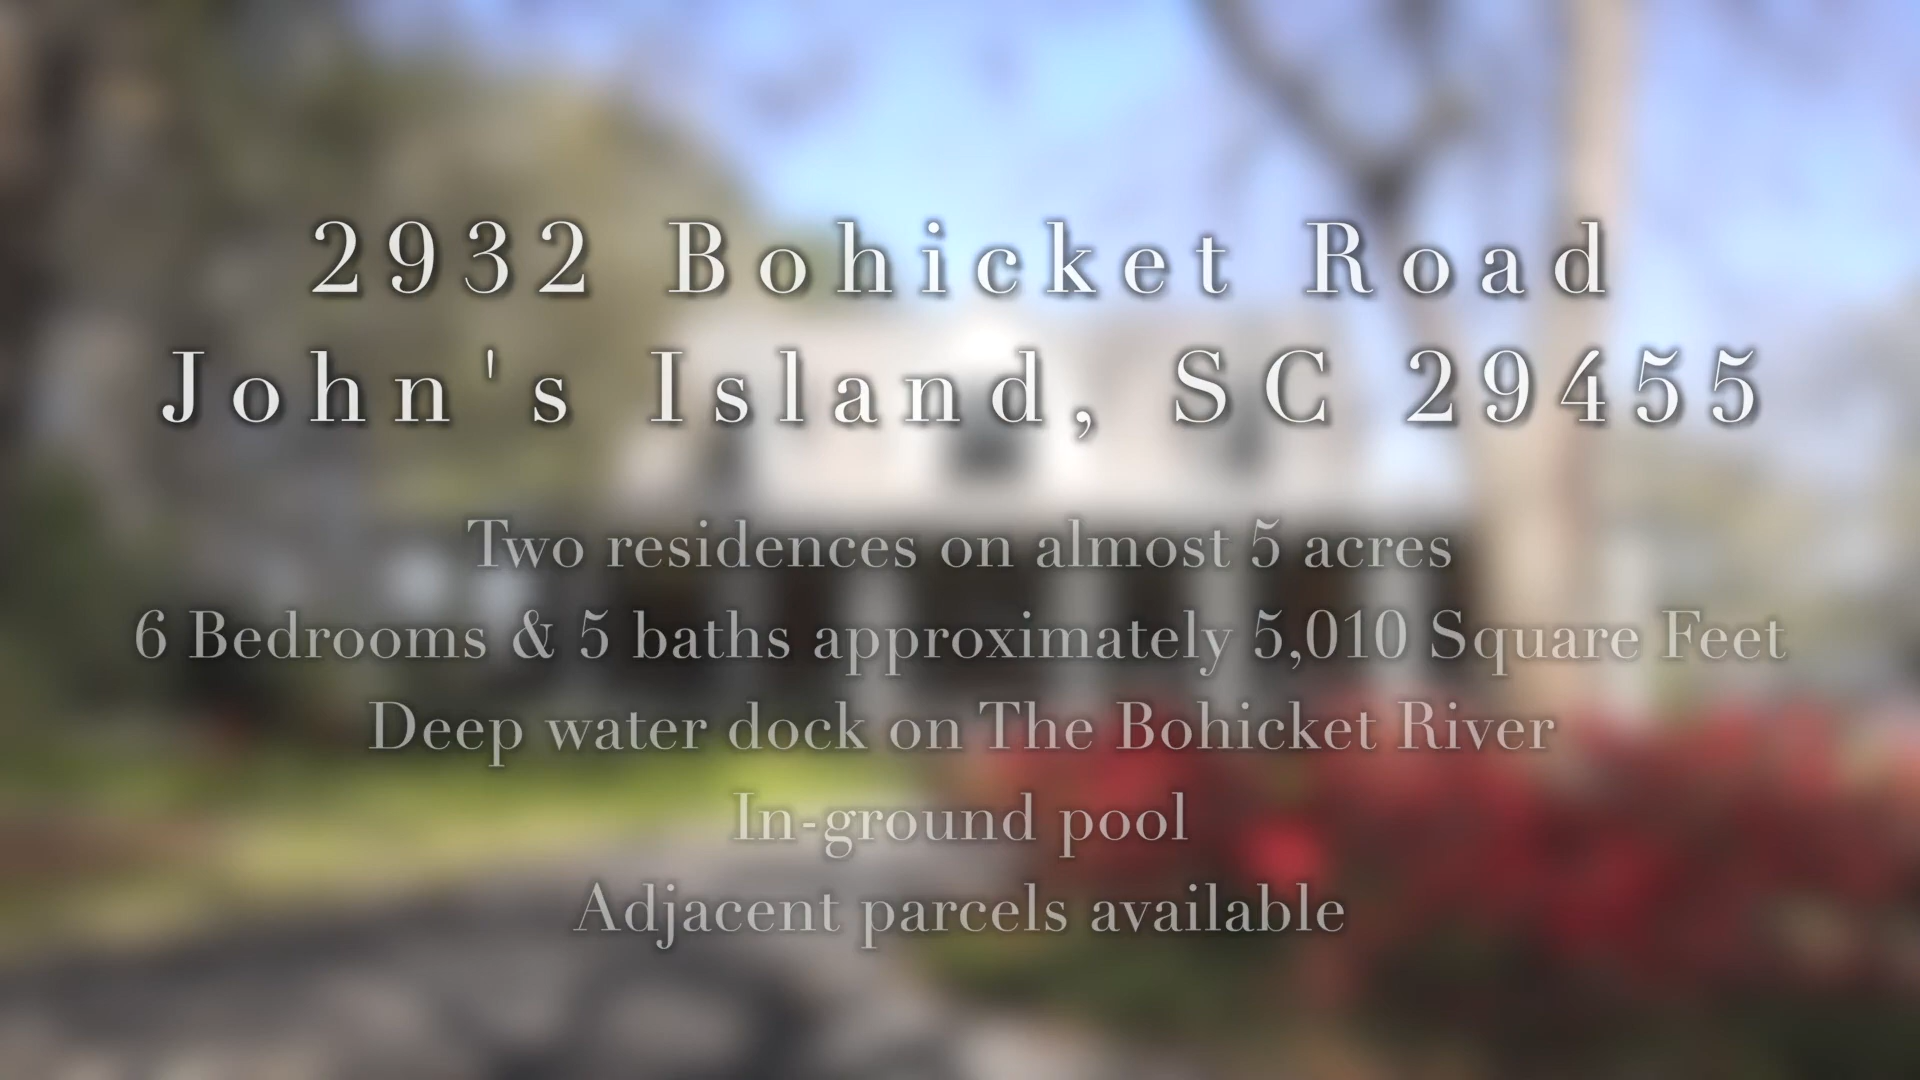 2932 Bohicket Road
John's Island, SC 29455
Two residences on almost 5 acres
6 Bedrooms & 5 baths approximately 5,010 Square Feet
Deep water dock on The Bohicket River
In-ground pool
Adjacent parcels available